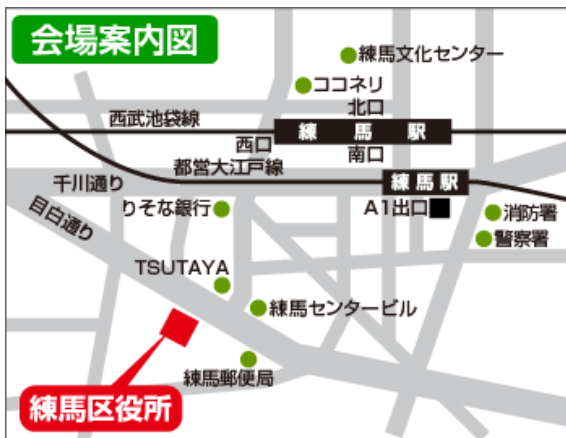 会場案内図
練馬文化センター
ココネリ
北口
西武池袋線
練馬駅
西口
南口
都営大江戸線
練馬駅
千川通り
目白通り
りそな銀行
A1出口
消防署
警察署
TSUTAYA
練馬センタービル
練馬郵便局
練馬区役所